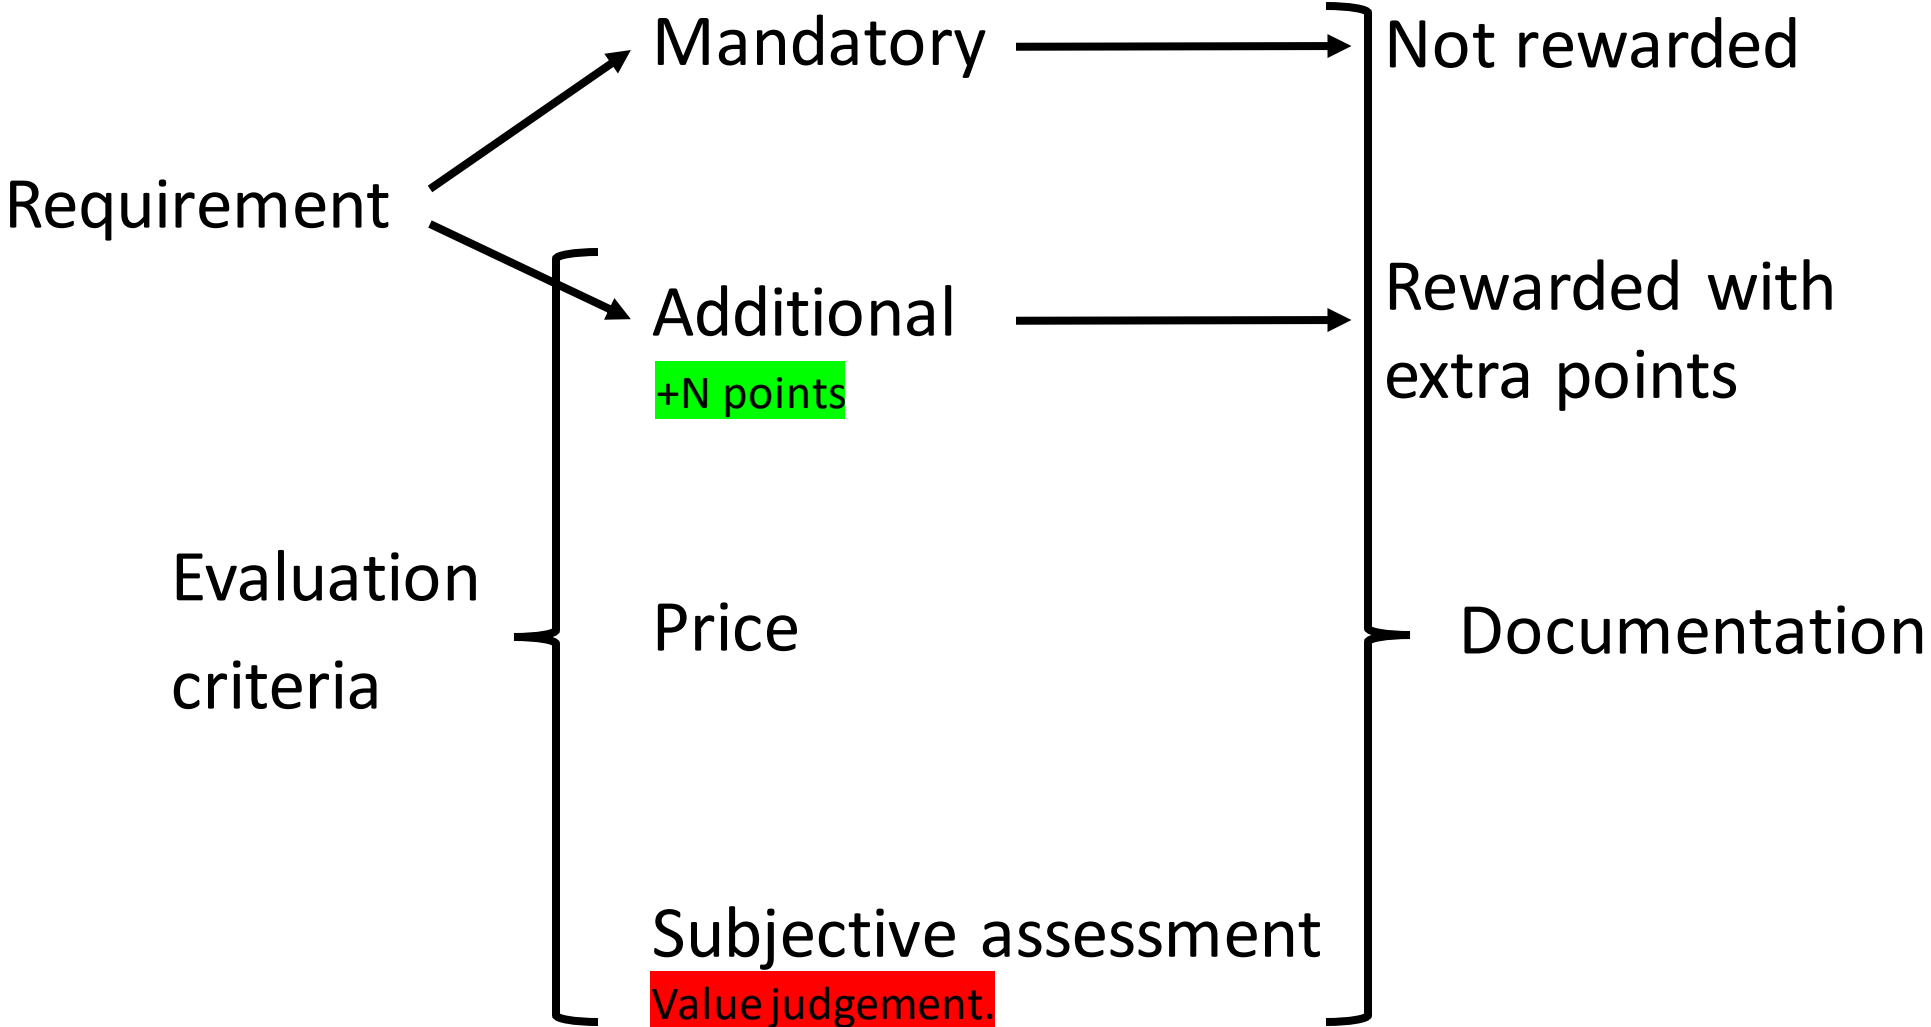 Mandatory
Not rewarded
Requirement
Additional
+N points
Rewarded with
extra points
Evaluation
criteria
Price
Documentation
Subjective assessment
Value judgement.